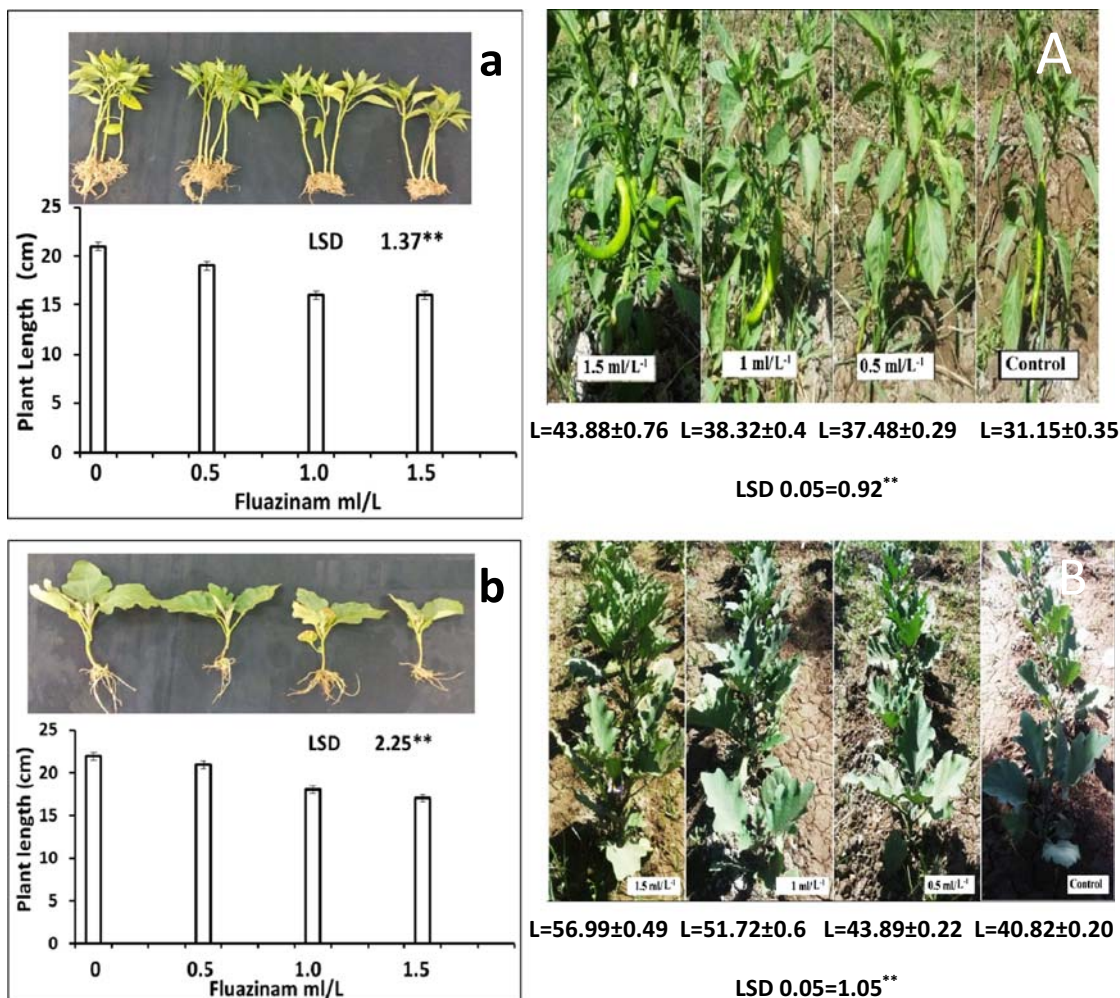 a
25
20
15
10
5
0
Plant Length (cm)
LSD 1.37**
0 0.5 1.0 1.5
Fluazinam ml/L
A
1.5 ml/L⁻¹ 1 ml/L⁻¹ 0.5 ml/L⁻¹ Control
L=43.88±0.76 L=38.32±0.4 L=37.48±0.29 L=31.15±0.35
LSD 0.05=0.92**
b
25
20
15
10
5
0
Plant length (cm)
LSD 2.25**
0 0.5 1.0 1.5
Fluazinam ml/L
B
1.5 ml/L⁻¹ 1 ml/L⁻¹ 0.5 ml/L⁻¹ Control
L=56.99±0.49 L=51.72±0.6 L=43.89±0.22 L=40.82±0.20
LSD 0.05=1.05**